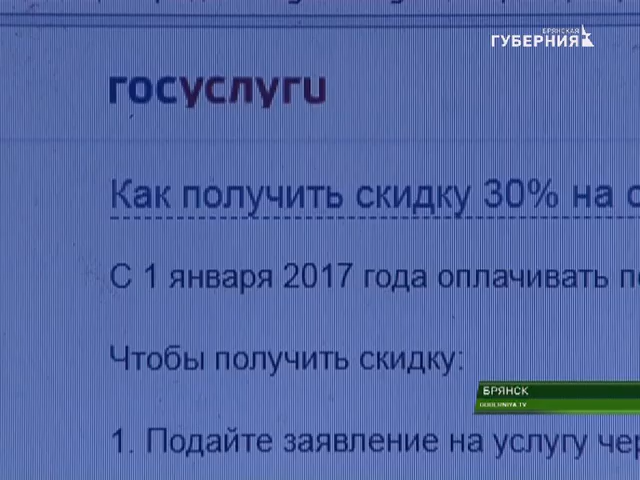 БРЯНСКАЯ
ГУБЕРНИЯ
госуслуги
Как получить скидку 30% на
С 1 января 2017 года оплачивать
Чтобы получить скидку:
БРЯНСК
1. Подайте заявление на услугу